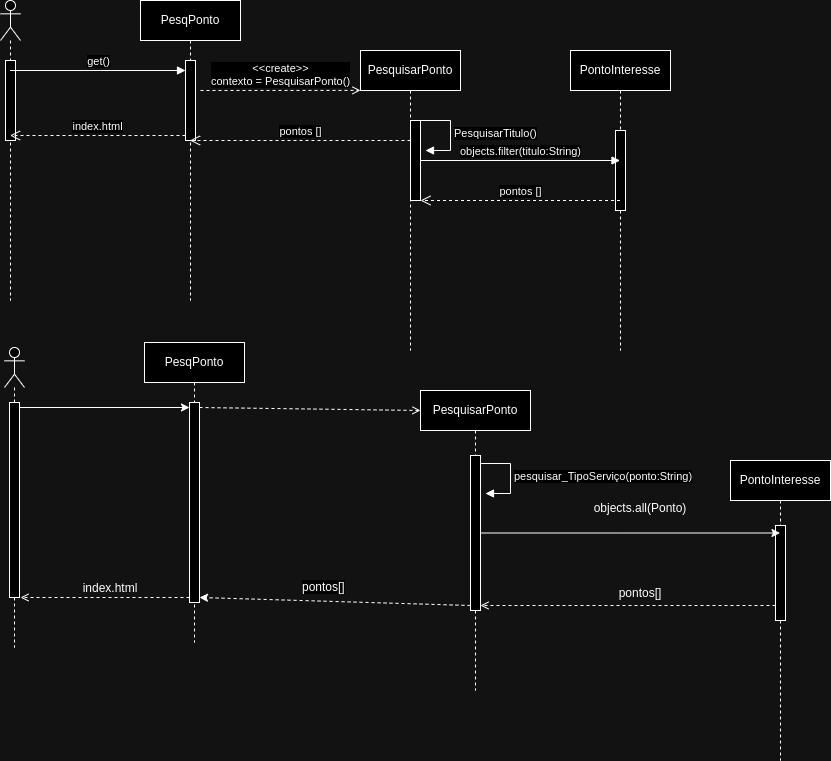 PesqPonto
get()
<<create>>
contexto = PesquisarPonto()
PesquisarPonto
PontoInteresse
index.html
pontos []
PesquisarTitulo()
objects.filter(titulo:String)
pontos []
PesqPonto
PesquisarPonto
pesquisar_TipoServiço(ponto:String)
PontoInteresse
objects.all(Ponto)
index.html
pontos[]
pontos[]